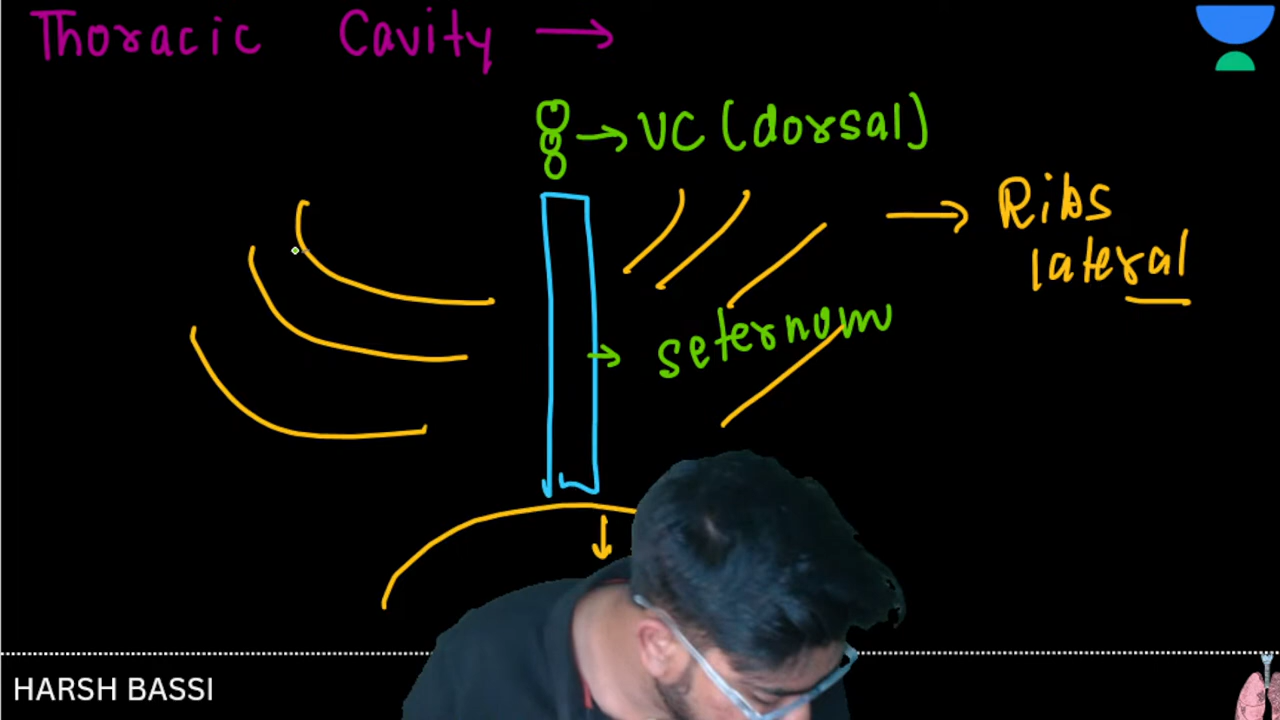 Thoracic Cavity →
→ VC (dorsal)
→ Ribs
lateral
→ seternum
HARSH BASSI